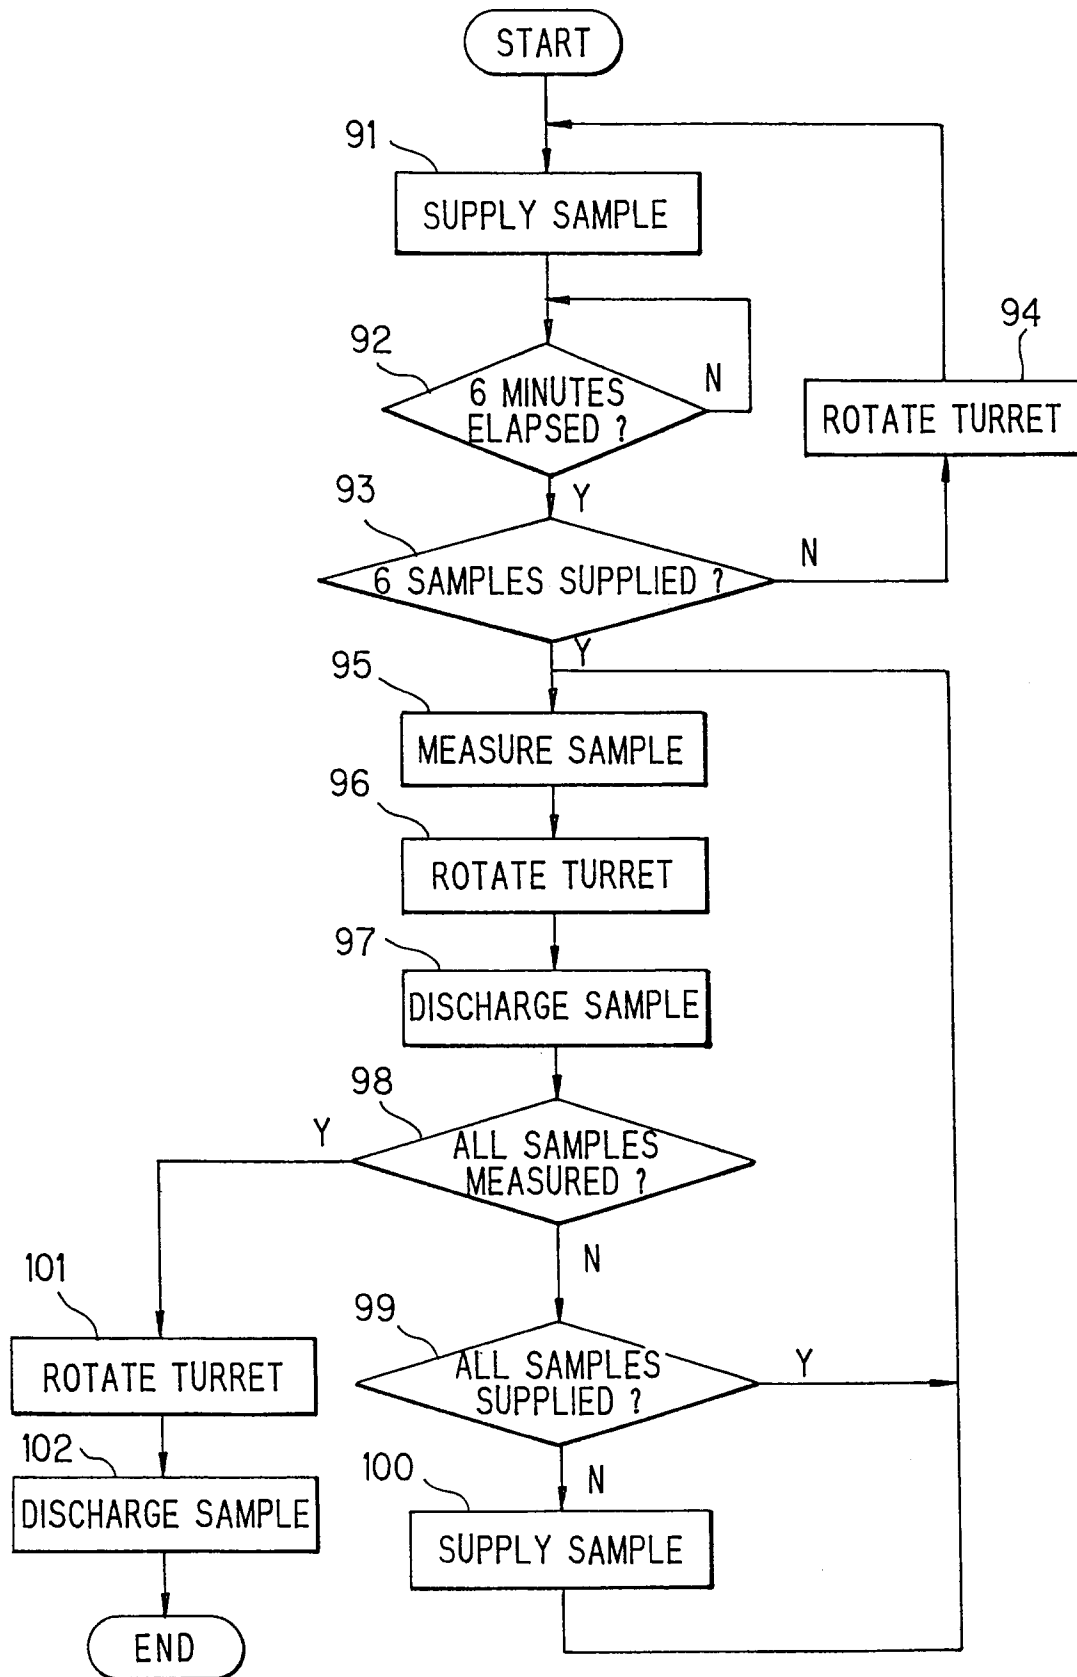 START
91
SUPPLY SAMPLE
92
6 MINUTES
ELAPSED ?
N
94
ROTATE TURRET
Y
93
6 SAMPLES SUPPLIED ?
N
Y
95
MEASURE SAMPLE
96
ROTATE TURRET
97
DISCHARGE SAMPLE
98
ALL SAMPLES
MEASURED ?
Y
N
101
ROTATE TURRET
99
ALL SAMPLES
SUPPLIED ?
Y
N
102
DISCHARGE SAMPLE
100
SUPPLY SAMPLE
END